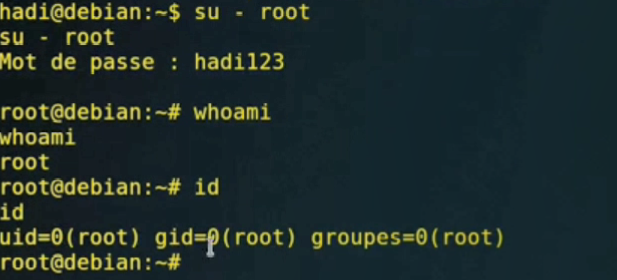 hadi@debian:~$ su - root
su - root
Mot de passe : hadi123
root@debian:~# whoami
whoami
root
root@debian:~# id
id
uid=0(root) gid=0(root) groupes=0(root)
root@debian:~#